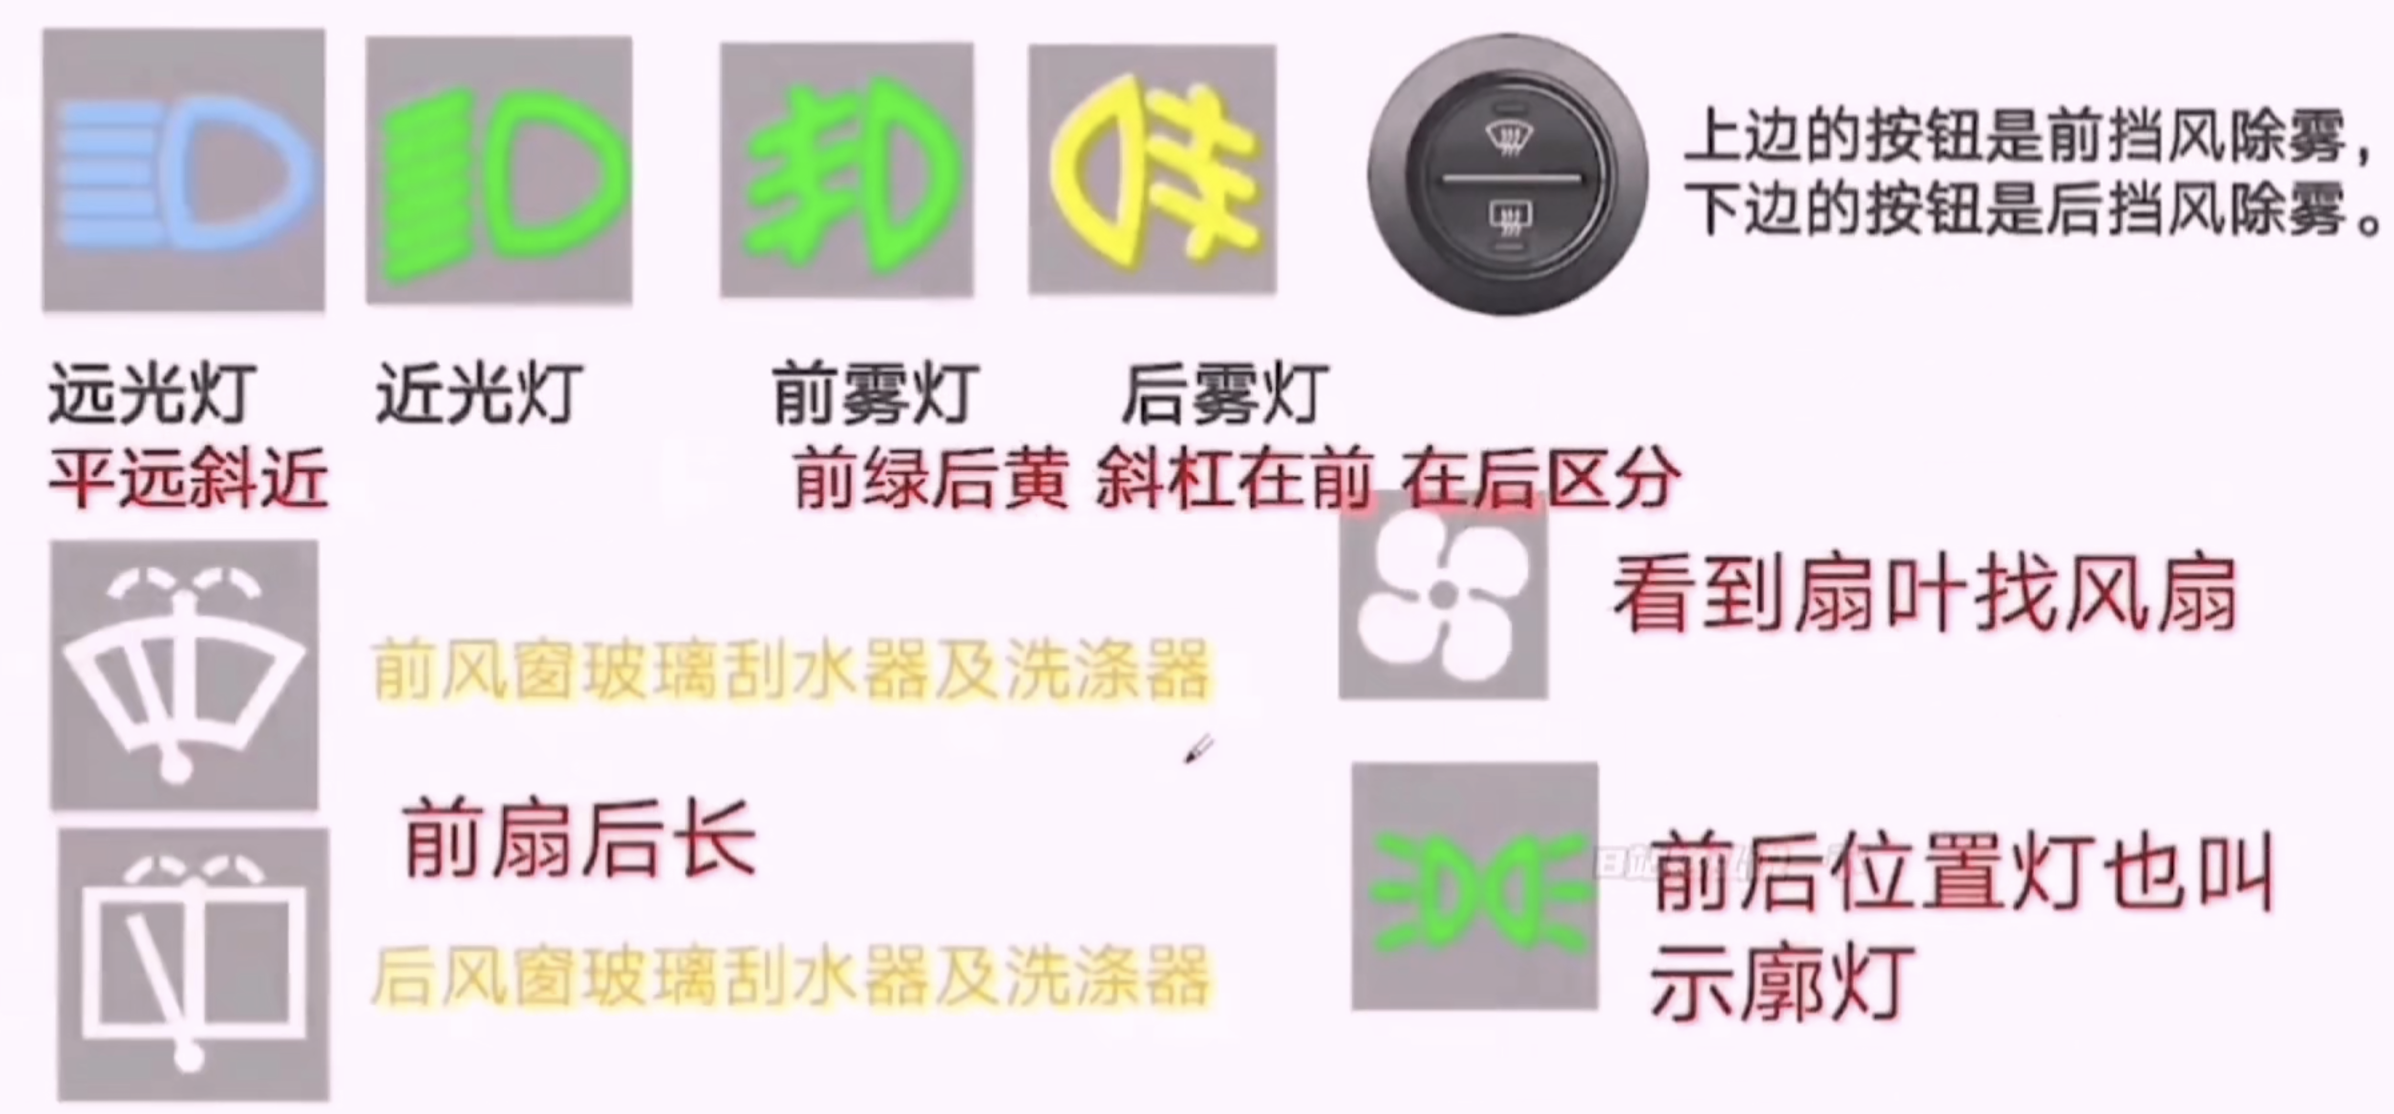 上边的按钮是前挡风除雾，
下边的按钮是后挡风除雾。
远光灯 近光灯 前雾灯 后雾灯
平远斜近
前绿后黄 斜杠在前 在后区分
看到扇叶找风扇
前风窗玻璃刮水器及洗涤器
前扇后长
前后位置灯也叫
示廓灯
后风窗玻璃刮水器及洗涤器